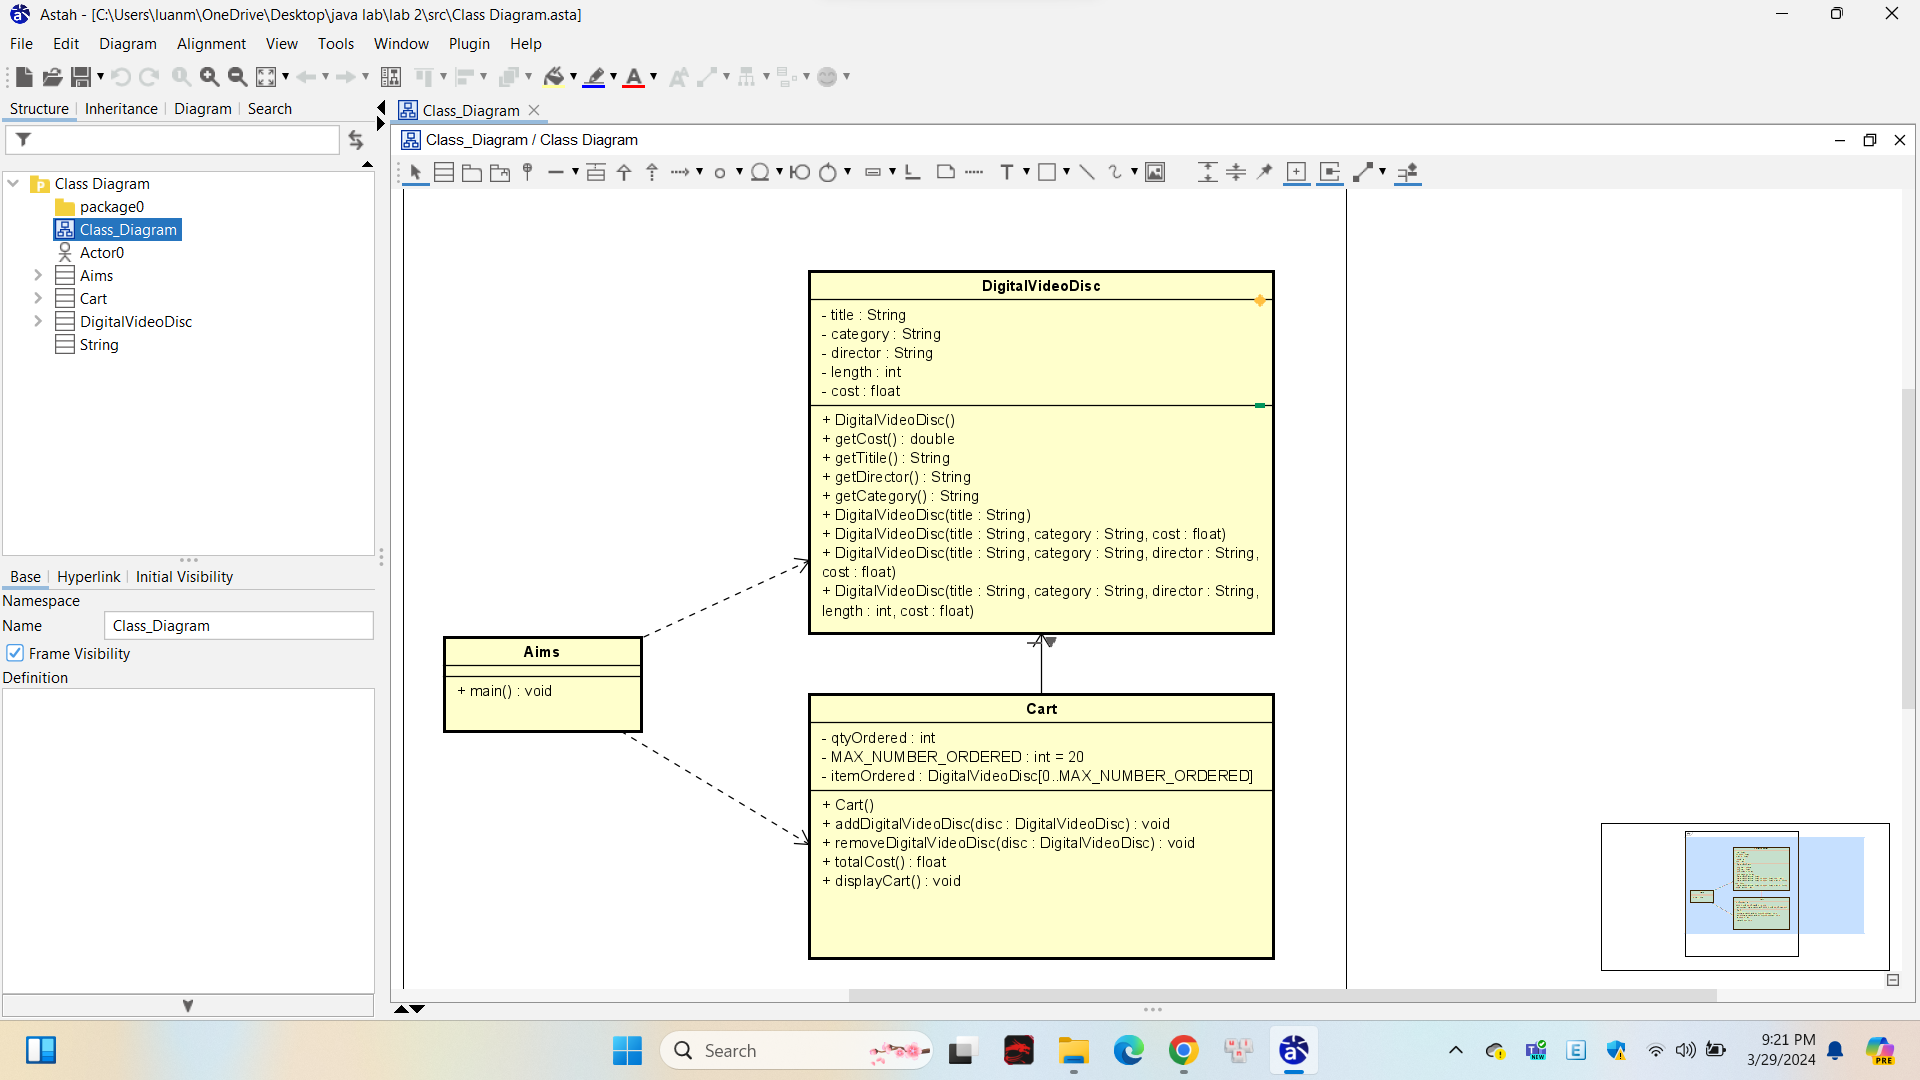 Astah - [C:\Users\luanm\OneDrive\Desktop\java lab\lab 2\src\Class Diagram.asta]
File Edit Diagram Alignment View Tools Window Plugin Help
Structure Inheritance Diagram Search
Class_Diagram
Class_Diagram / Class Diagram
Class Diagram
package0
Class_Diagram
Actor0
Aims
Cart
DigitalVideoDisc
String
Base Hyperlink Initial Visibility
Namespace
Name Class_Diagram
Frame Visibility
Definition
DigitalVideoDisc
- title : String
- category : String
- director : String
- length : int
- cost : float
+ DigitalVideoDisc()
+ getCost() : double
+ getTitile() : String
+ getDirector() : String
+ getCategory() : String
+ DigitalVideoDisc(title : String)
+ DigitalVideoDisc(title : String, category : String, cost : float)
+ DigitalVideoDisc(title : String, category : String, director : String,
cost : float)
+ DigitalVideoDisc(title : String, category : String, director : String,
length : int, cost : float)
Aims
+ main() : void
Cart
- qtyOrdered : int
- MAX_NUMBER_ORDERED : int = 20
- itemOrdered : DigitalVideoDisc[0..MAX_NUMBER_ORDERED]
+ Cart()
+ addDigitalVideoDisc(disc : DigitalVideoDisc) : void
+ removeDigitalVideoDisc(disc : DigitalVideoDisc) : void
+ totalCost() : float
+ displayCart() : void
Search
9:21 PM
3/29/2024
PRE